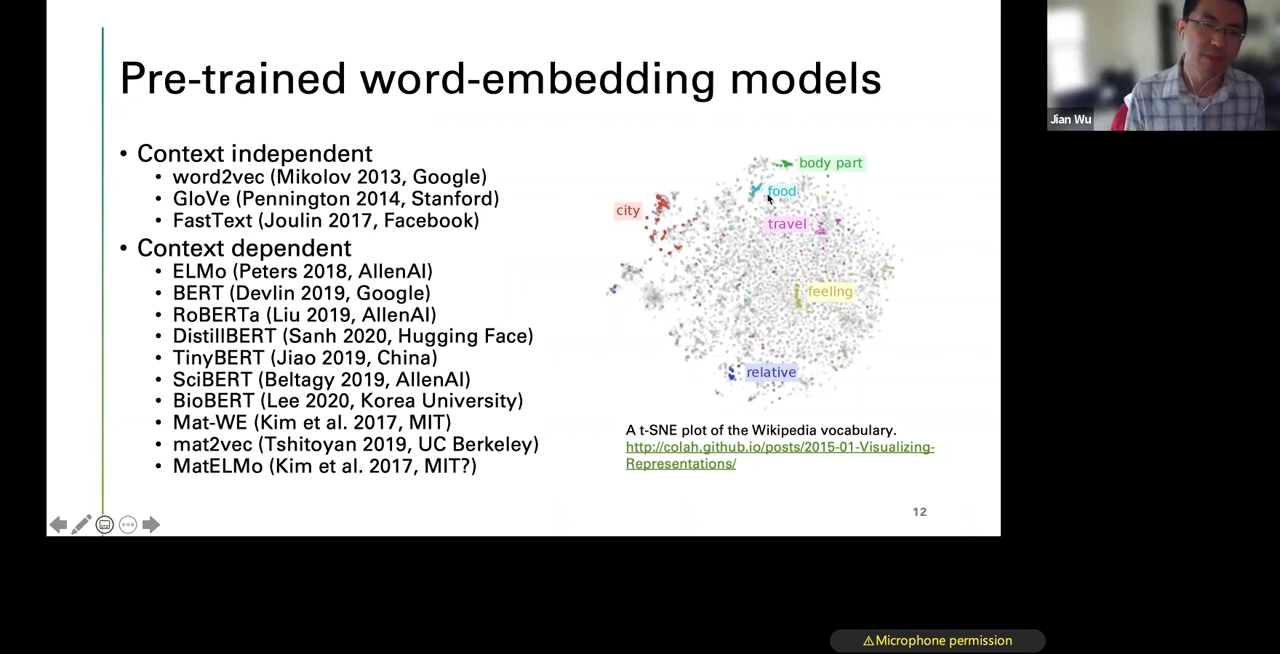 Pre-trained word-embedding models
• Context independent
• word2vec (Mikolov 2013, Google)
• GloVe (Pennington 2014, Stanford)
• FastText (Joulin 2017, Facebook)
• Context dependent
• ELMo (Peters 2018, AllenAI)
• BERT (Devlin 2019, Google)
• RoBERTa (Liu 2019, AllenAI)
• DistillBERT (Sanh 2020, Hugging Face)
• TinyBERT (Jiao 2019, China)
• SciBERT (Beltagy 2019, AllenAI)
• BioBERT (Lee 2020, Korea University)
• Mat-WE (Kim et al. 2017, MIT)
• mat2vec (Tshitoyan 2019, UC Berkeley)
• MatELMo (Kim et al. 2017, MIT?)
body part
food
city
travel
feeling
relative
A t-SNE plot of the Wikipedia vocabulary.
http://colah.github.io/posts/2015-01-Visualizing-
Representations/
12
Jian Wu
⚠Microphone permission